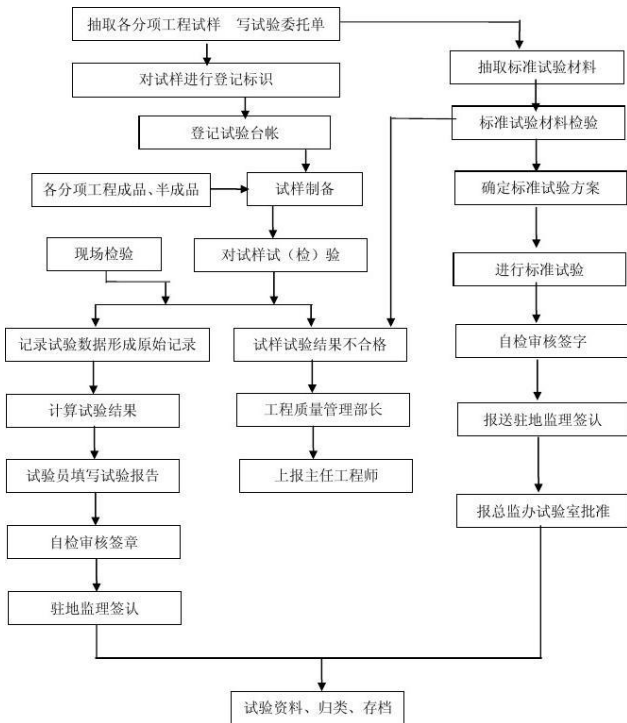 抽取各分项工程试样　写试验委托单
抽取标准试验材料
对试样进行登记标识
登记试验台帐
标准试验材料检验
各分项工程成品、半成品
试样制备
确定标准试验方案
现场检验
对试样试（检）验
进行标准试验
记录试验数据形成原始记录
试样试验结果不合格
自检审核签字
计算试验结果
工程质量管理部长
报送驻地监理签认
试验员填写试验报告
上报主任工程师
报总监办试验室批准
自检审核签章
驻地监理签认
试验资料、归类、存档